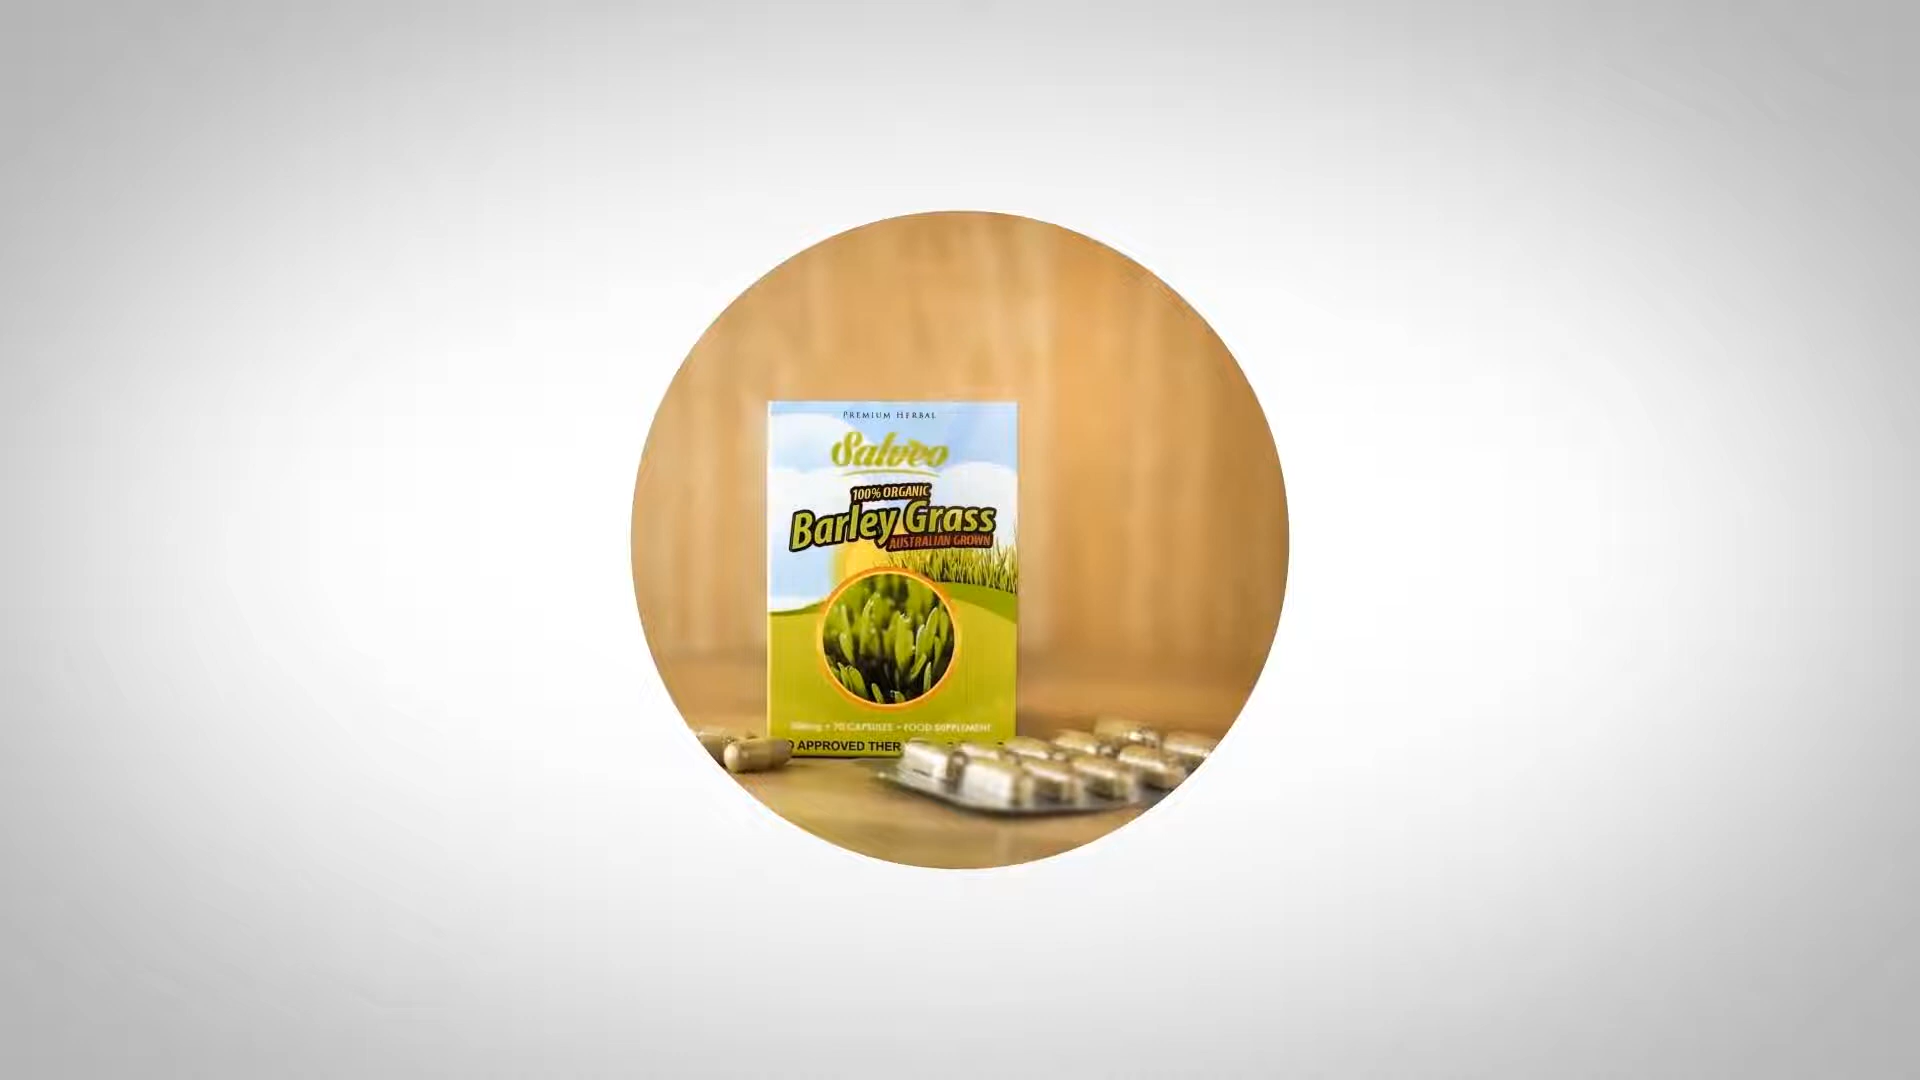 PREMIUM HERBAL
Salveo
100% ORGANIC
Barley Grass
AUSTRALIAN GROWN
70 CAPSULES • FOOD SUPPLEMENT
APPROVED THER